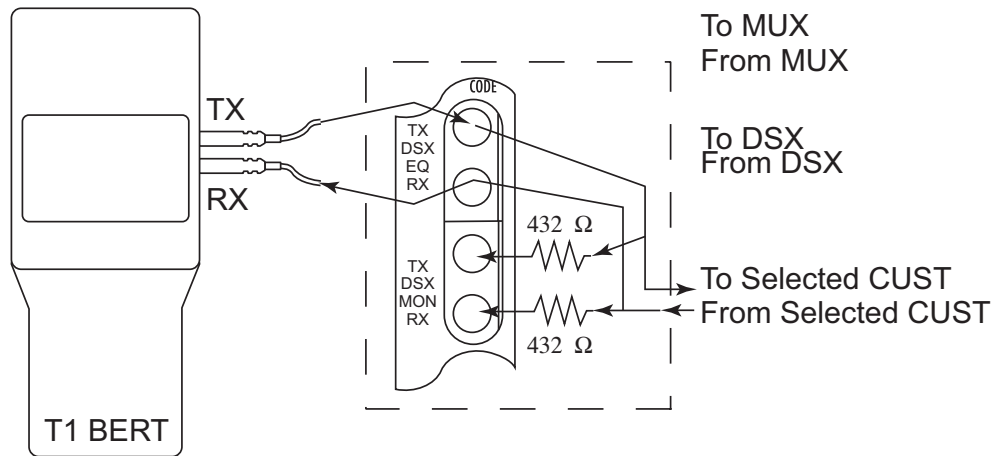 To MUX
From MUX
CODE
TX
RX
TX
DSX
EQ
RX
To DSX
From DSX
432 Ω
TX
DSX
MON
RX
432 Ω
To Selected CUST
From Selected CUST
T1 BERT